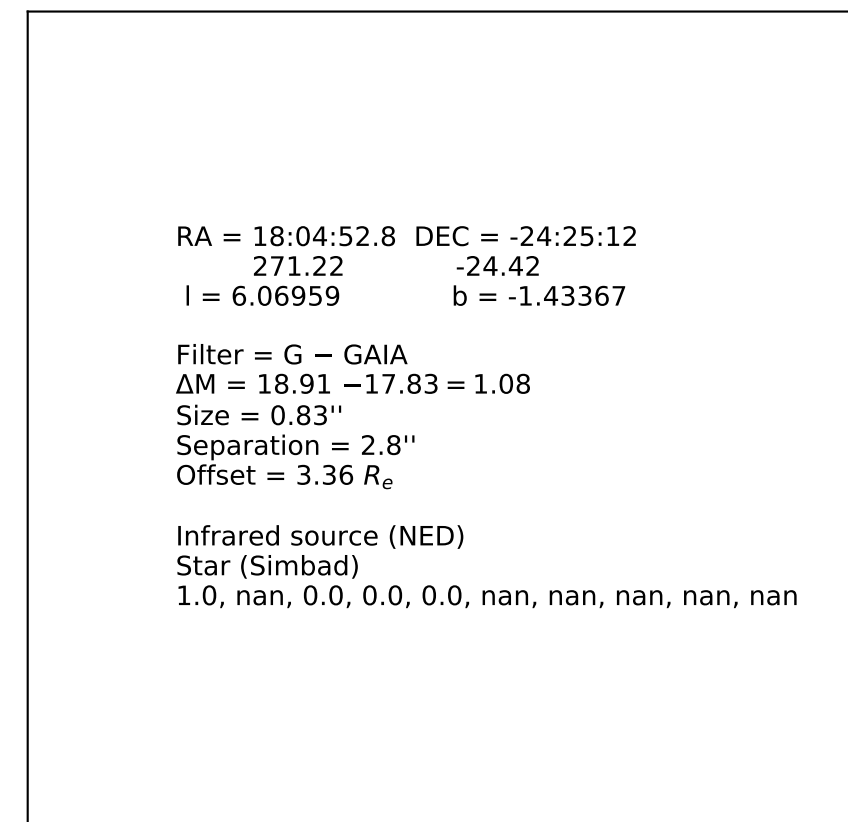 RA = 18:04:52.8 DEC = -24:25:12
271.22 -24.42
l = 6.06959 b = -1.43367
Filter = G − GAIA
ΔM = 18.91 −17.83 = 1.08
Size = 0.83''
Separation = 2.8''
Offset = 3.36 Rₑ
Infrared source (NED)
Star (Simbad)
1.0, nan, 0.0, 0.0, 0.0, nan, nan, nan, nan, nan